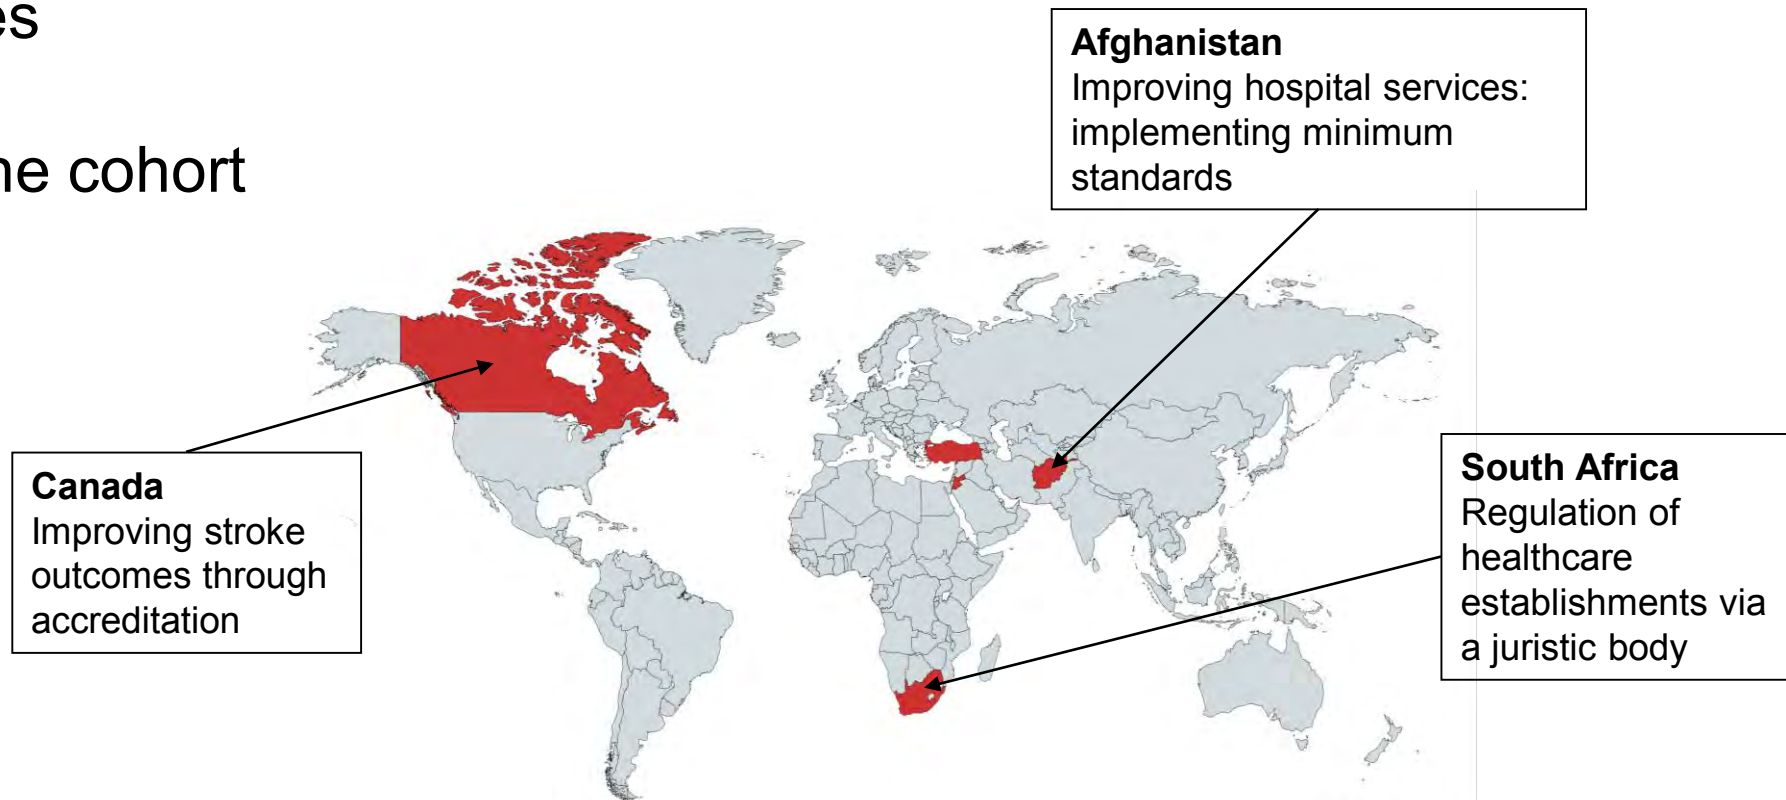 es
ne cohort
Afghanistan
Improving hospital services:
implementing minimum
standards
Canada
Improving stroke
outcomes through
accreditation
South Africa
Regulation of
healthcare
establishments via
a juristic body